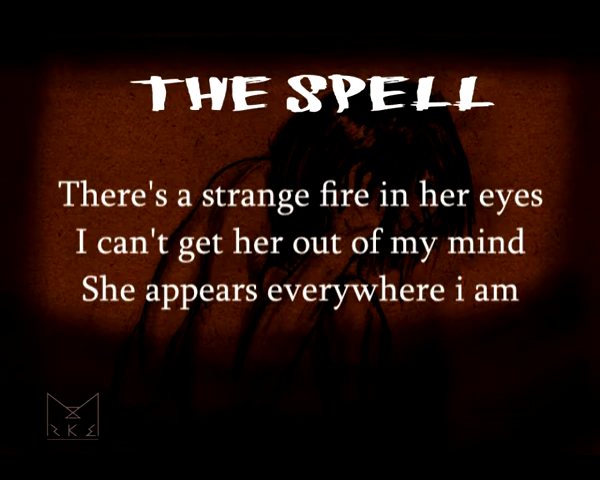 THE SPELL
There's a strange fire in her eyes
I can't get her out of my mind
She appears everywhere i am